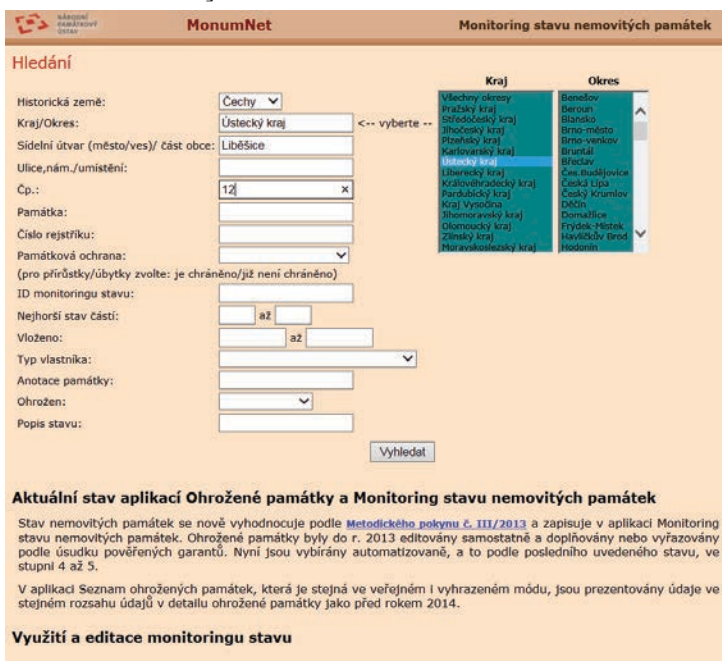 NÁRODNÍ
PAMÁTKOVÝ
ÚSTAV
MonumNet
Monitoring stavu nemovitých památek
Hledání
Kraj
Okres
Historická země:
Čechy
Kraj/Okres:
Ústecký kraj
<-- vyberte --
Sídelní útvar (město/ves)/ část obce:
Liběšice
Ulice,nám./umístění:
Čp.:
12
×
Památka:
Číslo rejstříku:
Památková ochrana:
(pro přírůstky/úbytky zvolte: je chráněno/již není chráněno)
ID monitoringu stavu:
Nejhorší stav částí:
až
Vloženo:
až
Typ vlastníka:
Anotace památky:
Ohrožen:
Popis stavu:
Vyhledat
Všechny okresy
Pražský kraj
Středočeský kraj
Jihočeský kraj
Plzeňský kraj
Karlovarský kraj
Ústecký kraj
Liberecký kraj
Královéhradecký kraj
Pardubický kraj
Kraj Vysočina
Jihomoravský kraj
Olomoucký kraj
Zlínský kraj
Moravskoslezský kraj
Benešov
Beroun
Blansko
Brno-město
Brno-venkov
Bruntál
Břeclav
Čes.Budějovice
Česká Lípa
Český Krumlov
Děčín
Domažlice
Frýdek-Místek
Havlíčkův Brod
Hodonín
Aktuální stav aplikací Ohrožené památky a Monitoring stavu nemovitých památek
Stav nemovitých památek se nově vyhodnocuje podle Metodického pokynu č. III/2013 a zapisuje v aplikaci Monitoring
stavu nemovitých památek. Ohrožené památky byly do r. 2013 editovány samostatně a doplňovány nebo vyřazovány
podle úsudku pověřených garantů. Nyní jsou vybírány automatizovaně, a to podle posledního uvedeného stavu, ve
stupni 4 až 5.
V aplikaci Seznam ohrožených památek, která je stejná ve veřejném i vyhrazeném módu, jsou prezentovány údaje ve
stejném rozsahu údajů v detailu ohrožené památky jako před rokem 2014.
Využití a editace monitoringu stavu